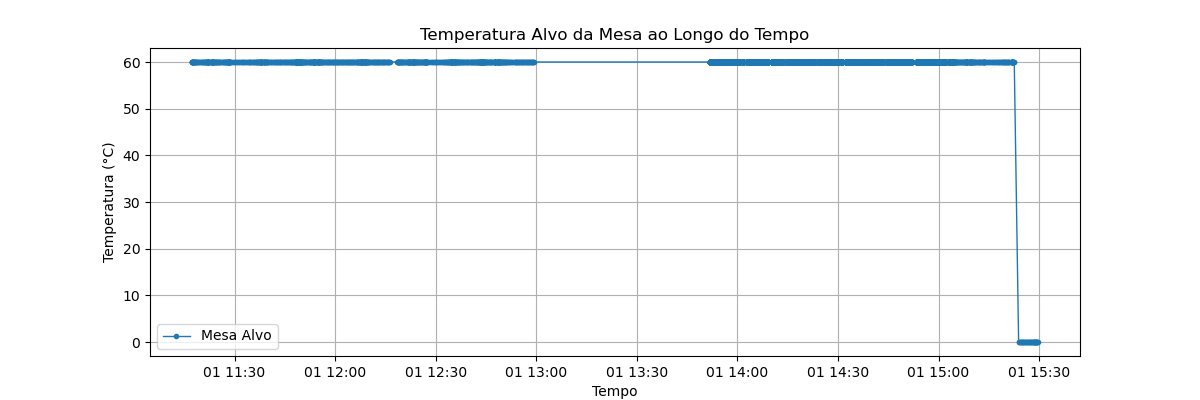 Temperatura Alvo da Mesa ao Longo do Tempo
Temperatura (°C)
60
50
40
30
20
10
0
Mesa Alvo
01 11:30 01 12:00 01 12:30 01 13:00 01 13:30 01 14:00 01 14:30 01 15:00 01 15:30
Tempo